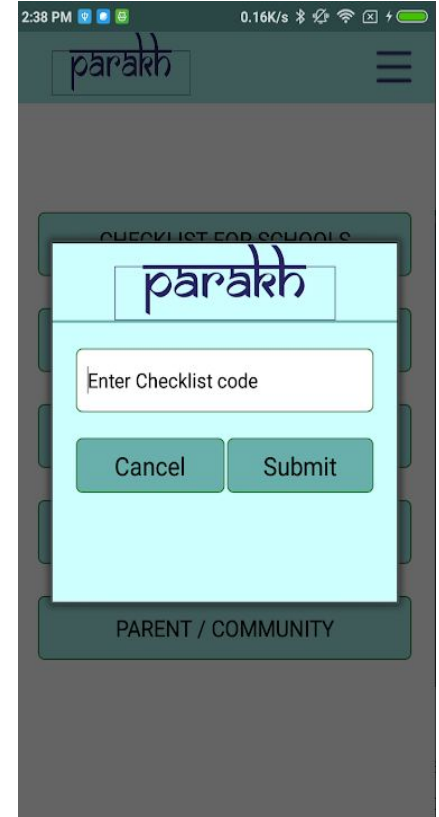 2:38 PM 0.16K/s
parakh
CHECKLIST FOR SCHOOLS
parakh
Enter Checklist code
Cancel Submit
PARENT / COMMUNITY